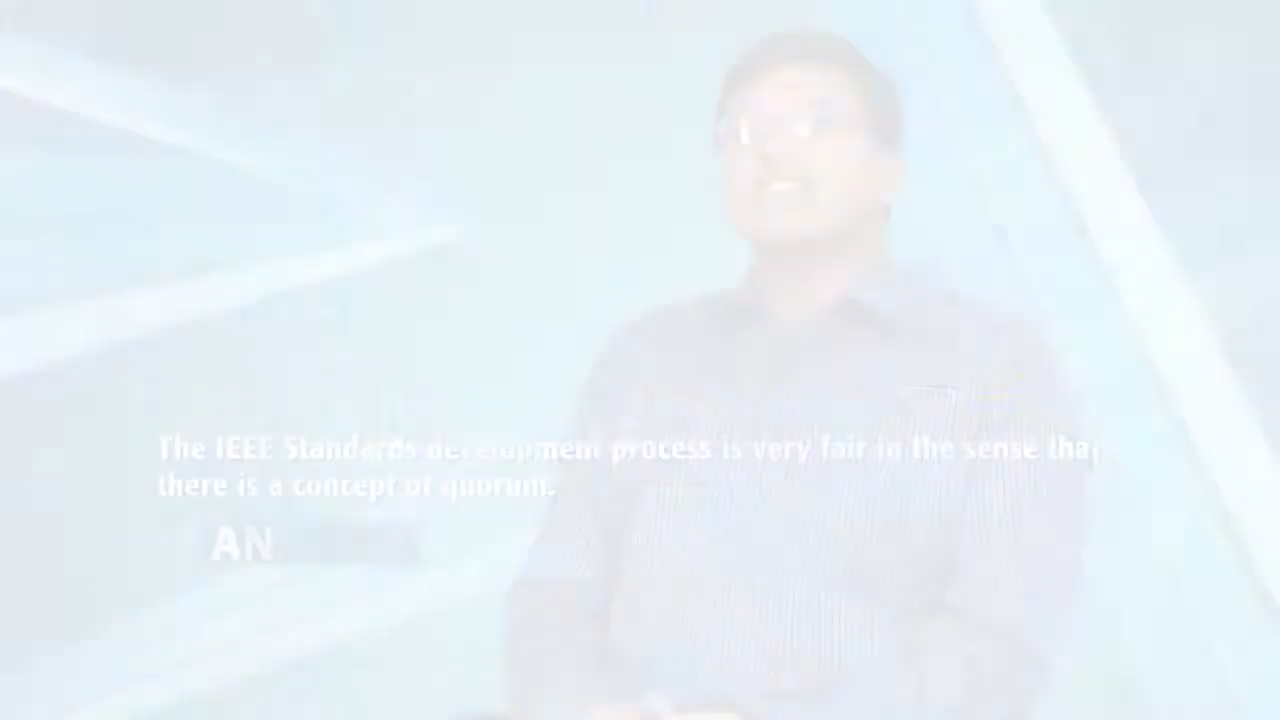 The IEEE Standards development process is very fair in the sense that
there is a concept of quorum.
AN